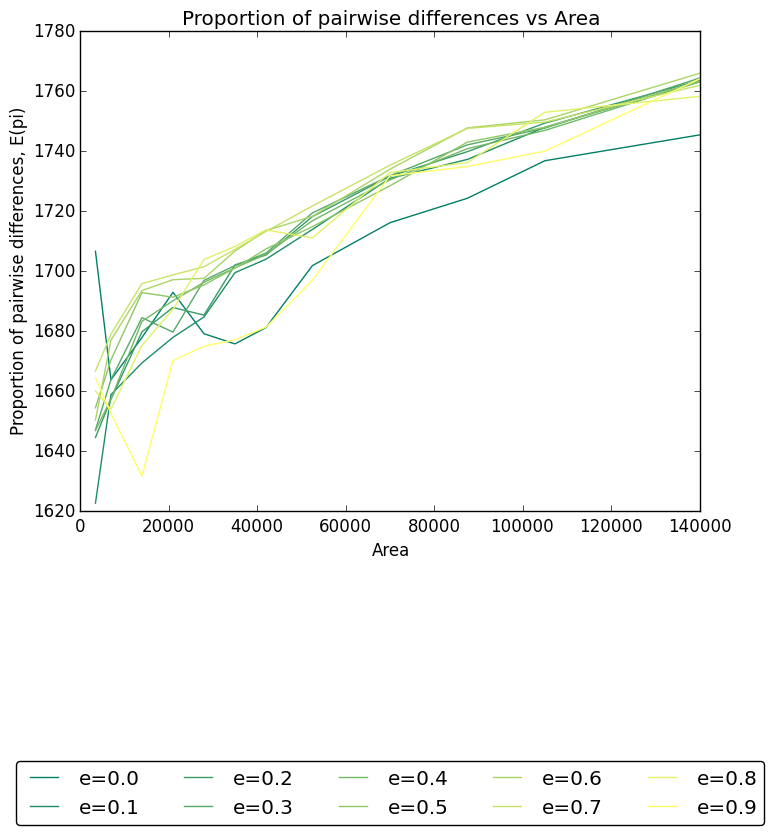 Proportion of pairwise differences vs Area
Proportion of pairwise differences, E(pi)
1780
1760
1740
1720
1700
1680
1660
1640
1620
0 20000 40000 60000 80000 100000 120000 140000
Area
e=0.0 e=0.2 e=0.4 e=0.6 e=0.8
e=0.1 e=0.3 e=0.5 e=0.7 e=0.9